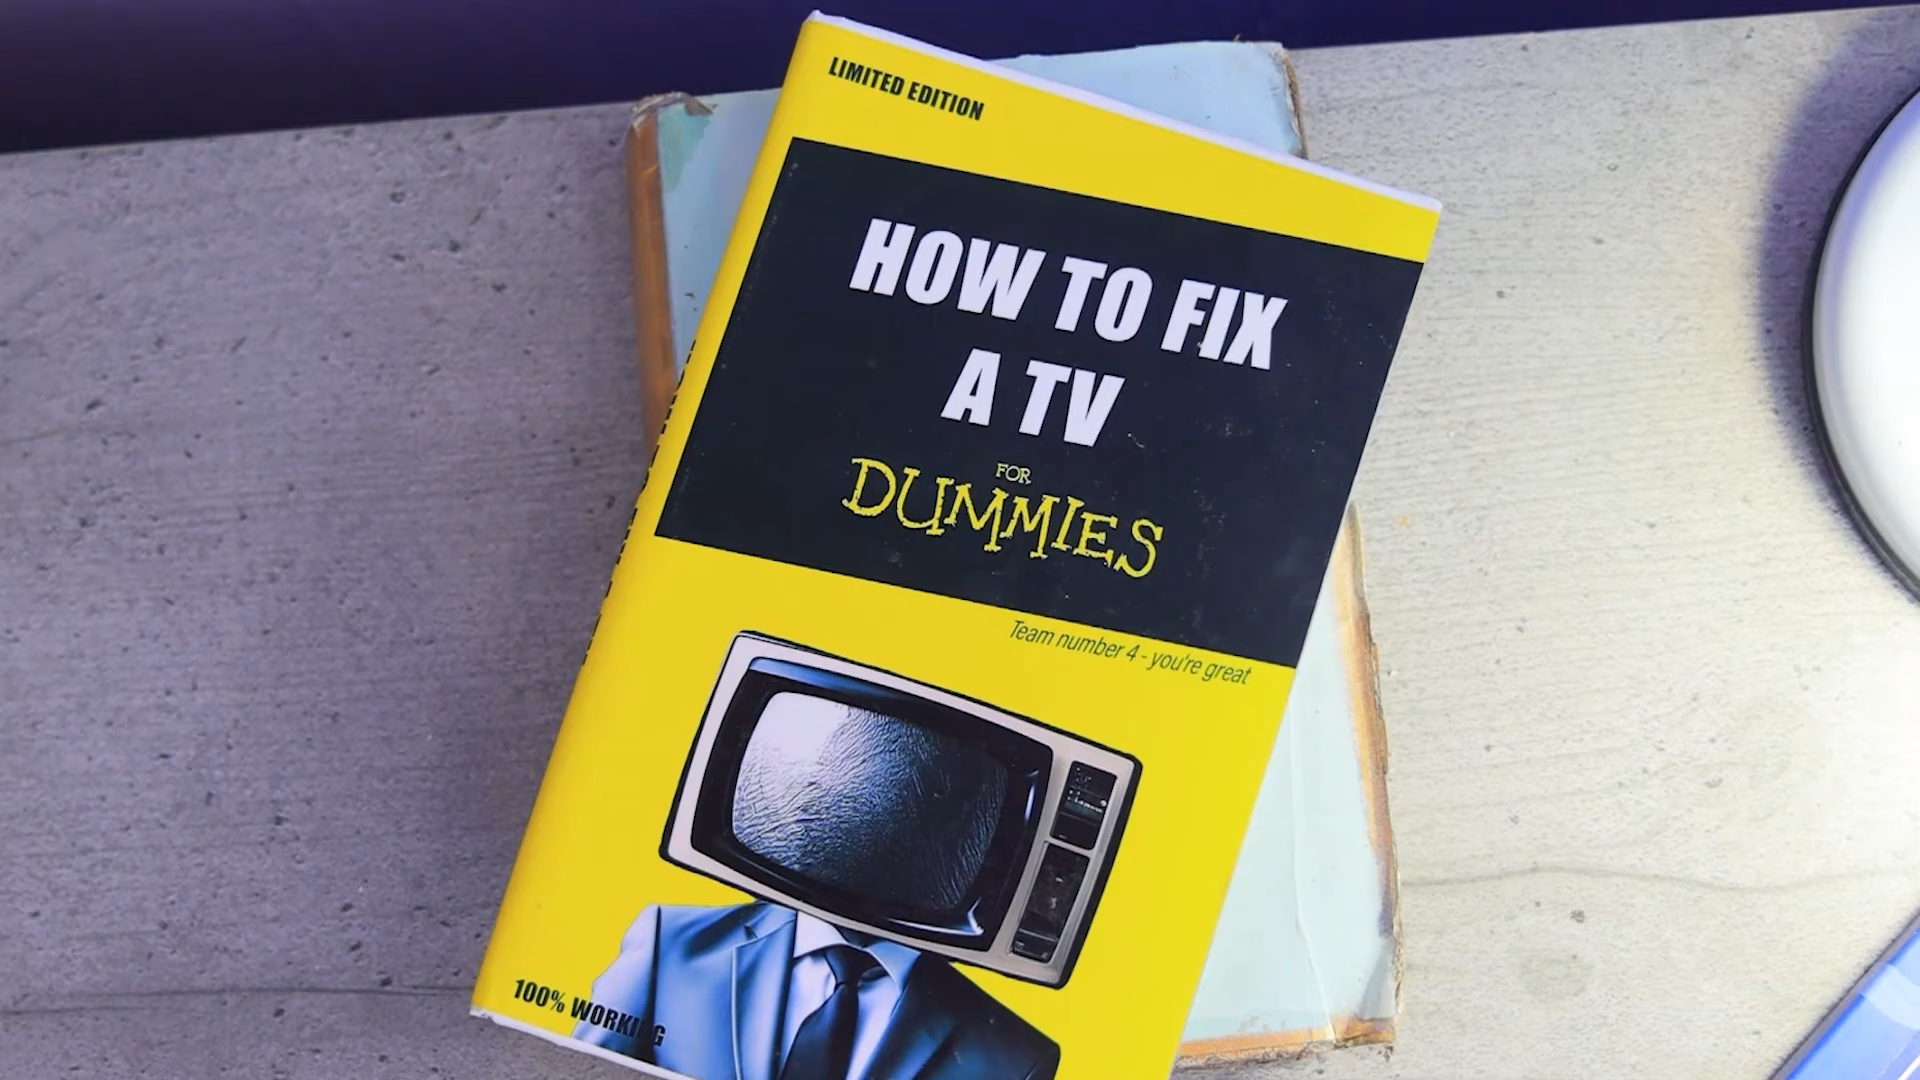 LIMITED EDITION
HOW TO FIX
A TV
FOR
DUMMIES
Team number 4 - you're great
100% WORKING